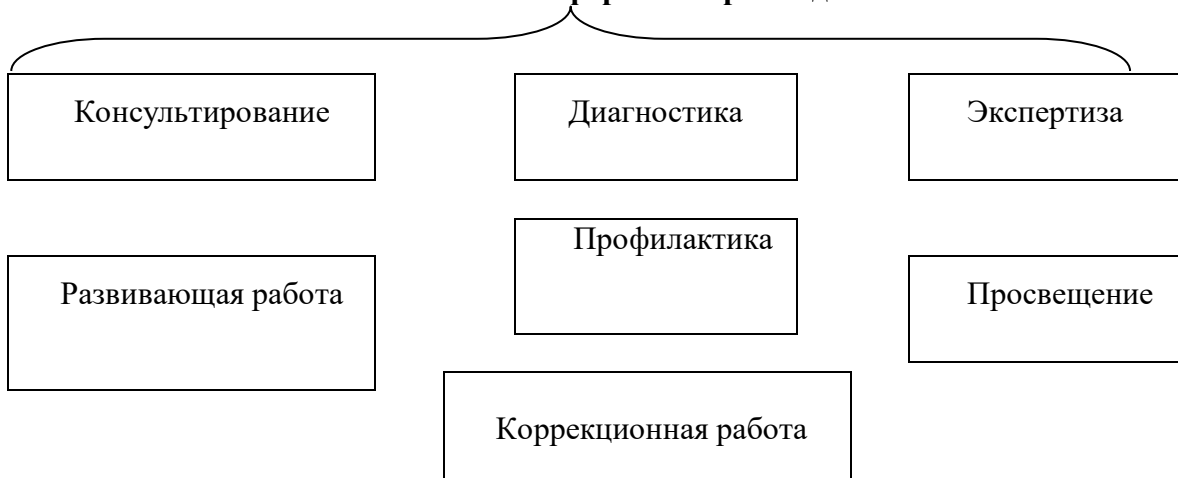 Консультирование
Диагностика
Экспертиза
Развивающая работа
Профилактика
Просвещение
Коррекционная работа